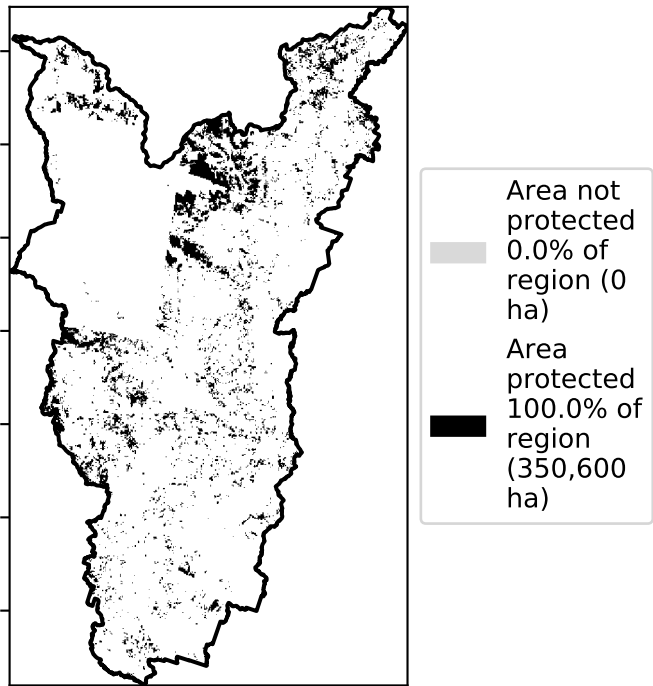 Area not
protected
0.0% of
region (0
ha)
Area
protected
100.0% of
region
(350,600
ha)